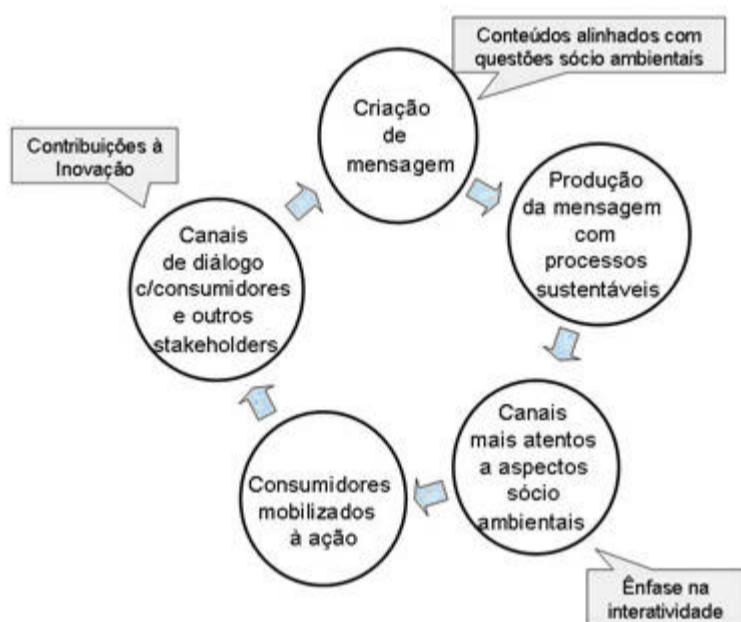 Conteúdos alinhados com
questões sócio ambientais
Criação
de
mensagem
Contribuições à
Inovação
Produção
da mensagem
com
processos
sustentáveis
Canais
de diálogo
c/consumidores
e outros
stakeholders
Canais
mais atentos
a aspectos
sócio
ambientais
Consumidores
mobilizados
à ação
Ênfase na
interatividade